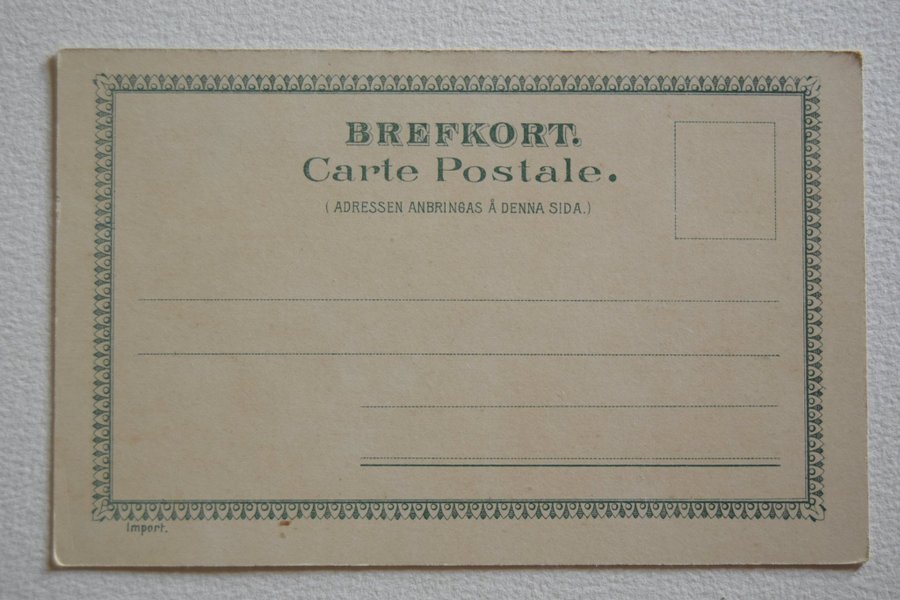 BREFKORT.
Carte Postale.
(ADRESSEN ANBRINGAS Å DENNA SIDA.)
Import.